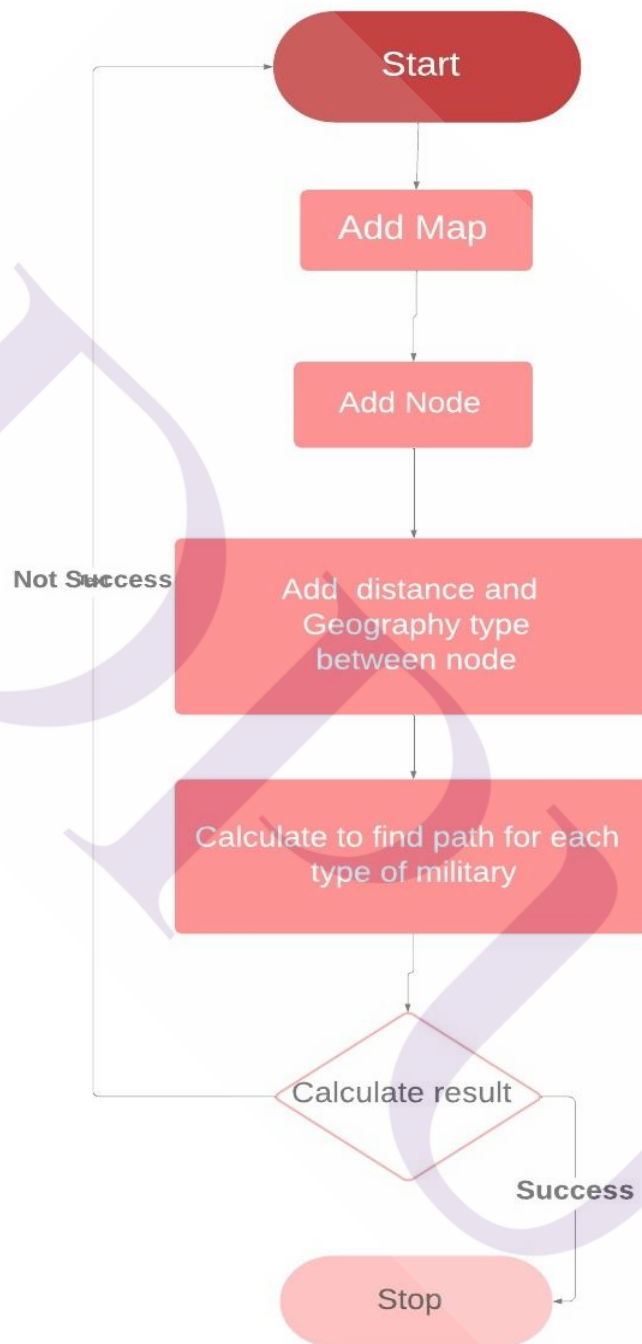 Start
Add Map
Add Node
Not Success
Add distance and
Geography type
between node
Calculate to find path for each
type of military
Calculate result
Success
Stop